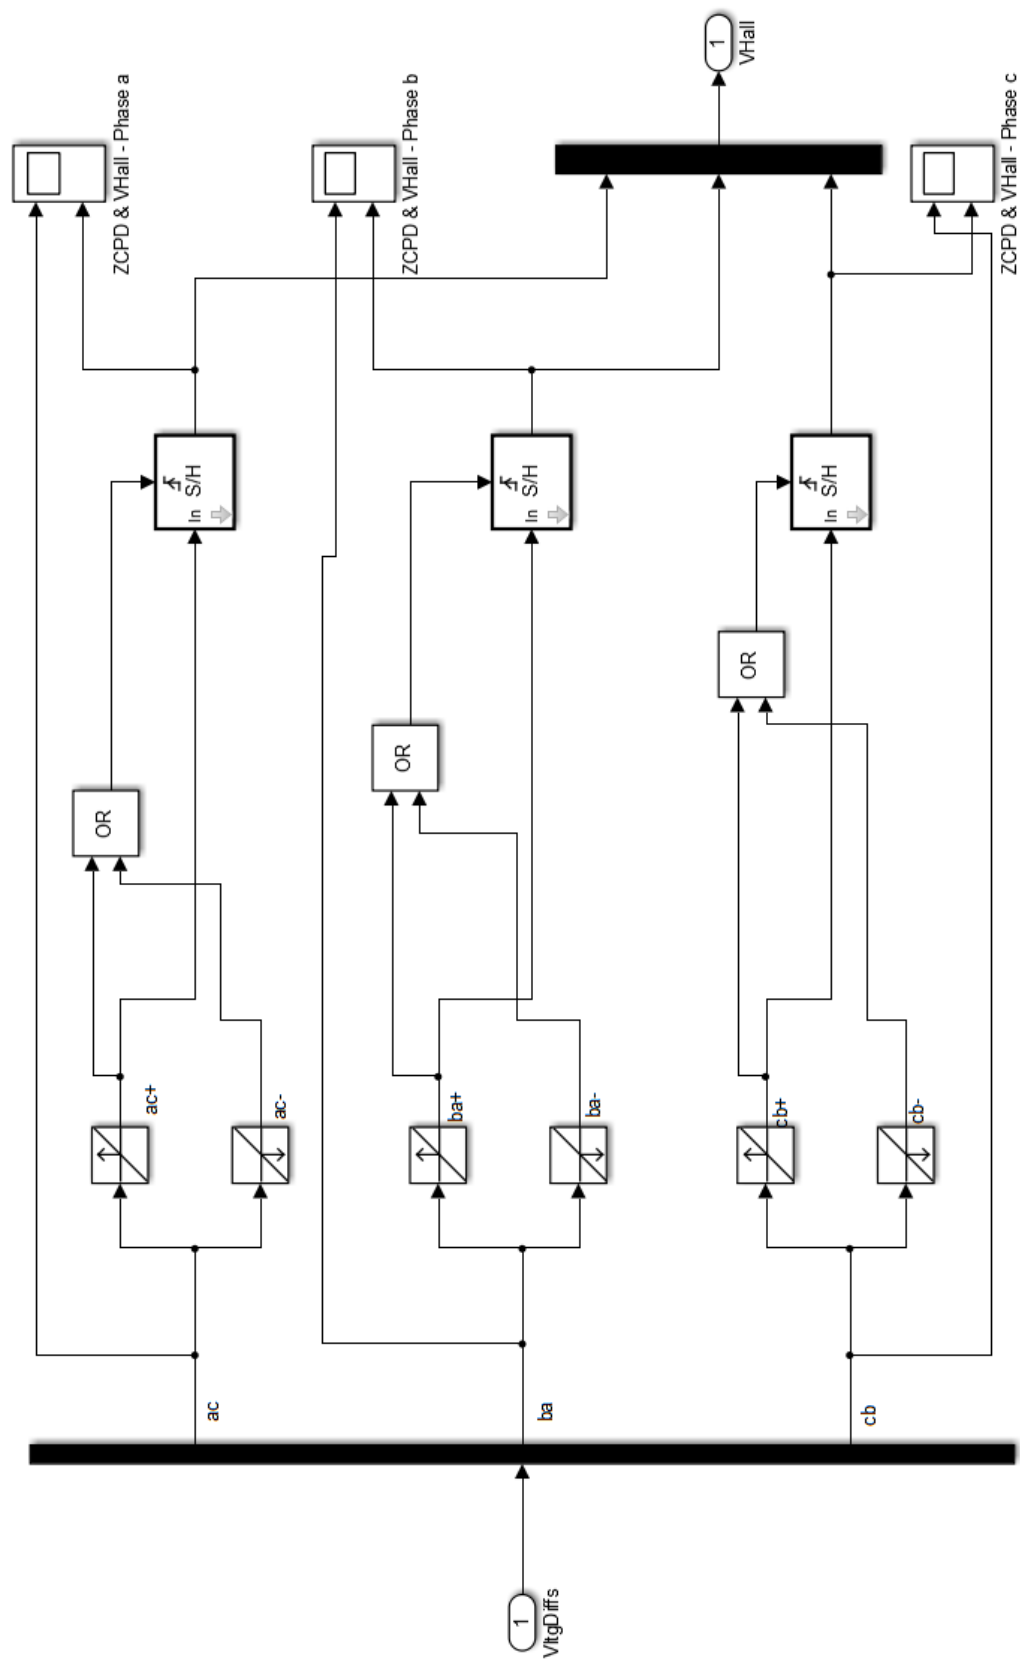 1
VltgDiffs
ac
ba
cb
ac+
ac-
ba+
ba-
cb+
cb-
OR
OR
OR
In S/H
In S/H
In S/H
ZCPD & VHall - Phase a
ZCPD & VHall - Phase b
ZCPD & VHall - Phase c
1
VHall